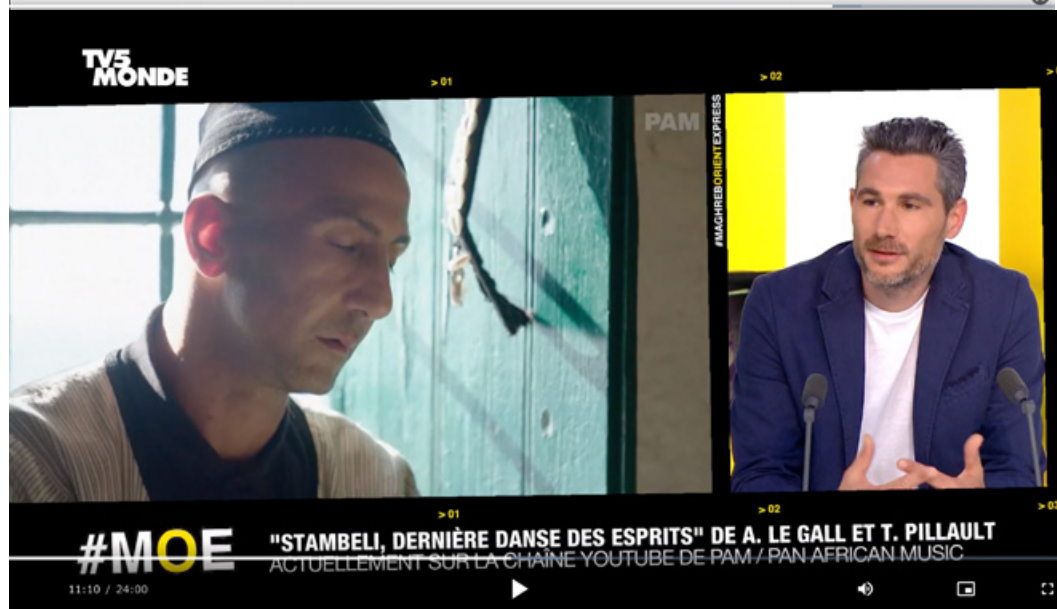 TV5
MONDE
> 01
> 02
PAM
#MAGHREBORIENTEXPRESS
> 01
> 02
> 03
#MOE
"STAMBELI, DERNIÈRE DANSE DES ESPRITS" DE A. LE GALL ET T. PILLAULT
ACTUELLEMENT SUR LA CHAÎNE YOUTUBE DE PAM / PAN AFRICAN MUSIC
11:10 / 24:00